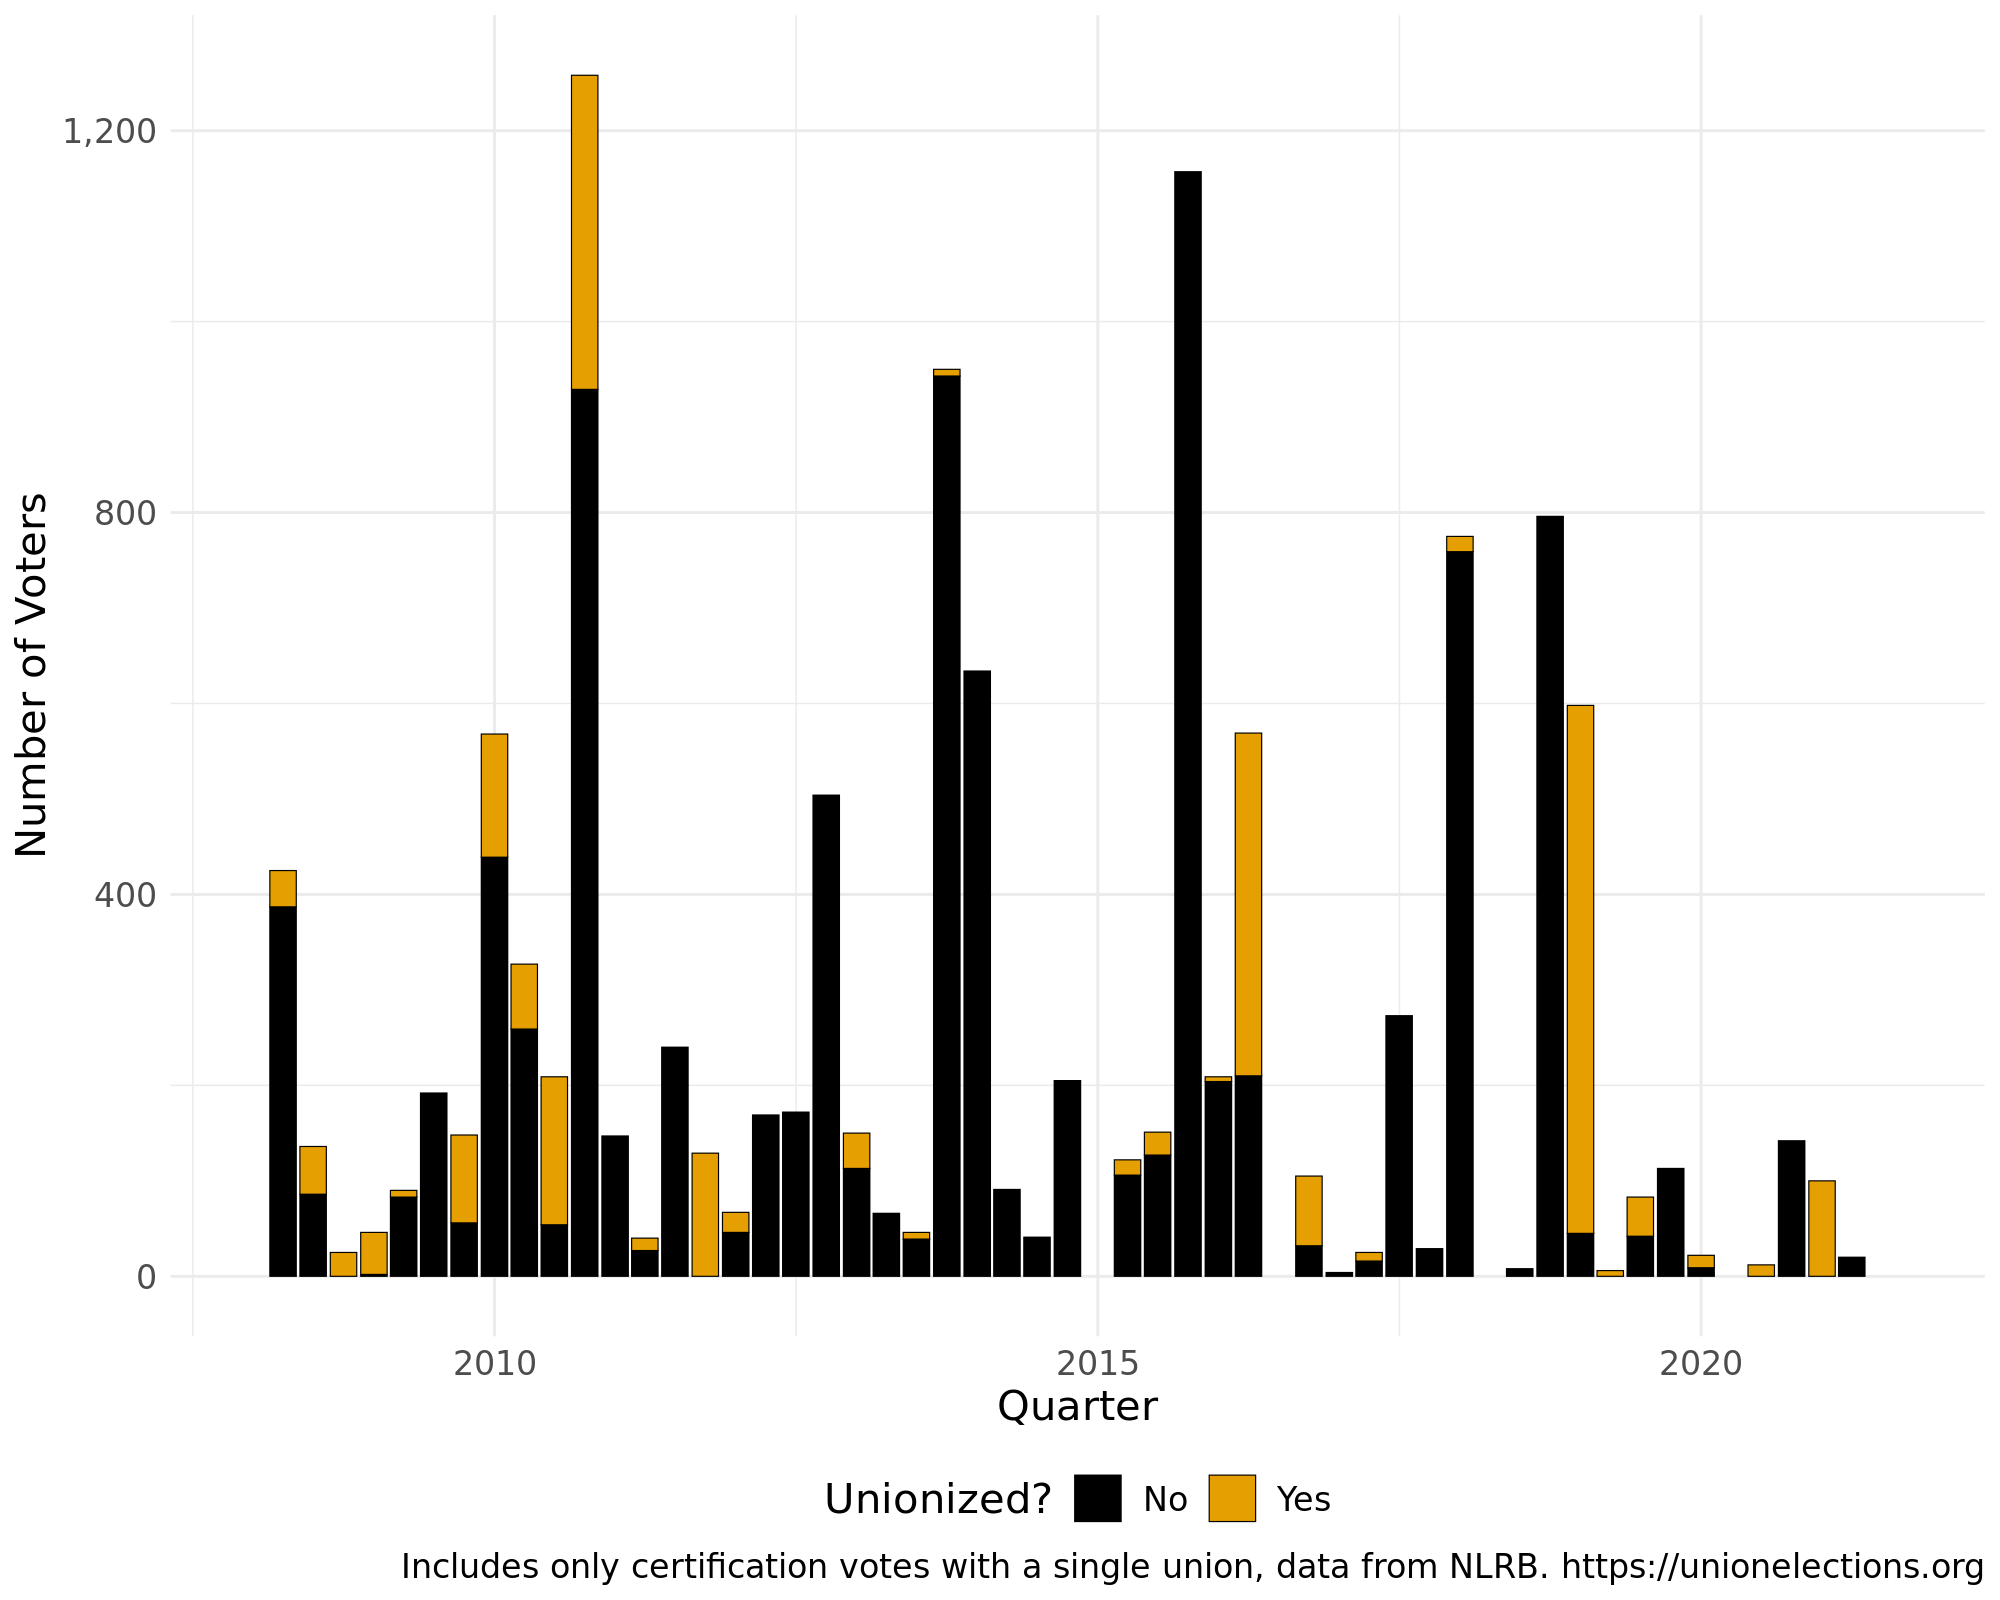 1,200
800
400
0
Number of Voters
2010
2015
2020
Quarter
Unionized? No Yes
Includes only certification votes with a single union, data from NLRB. https://unionelections.org